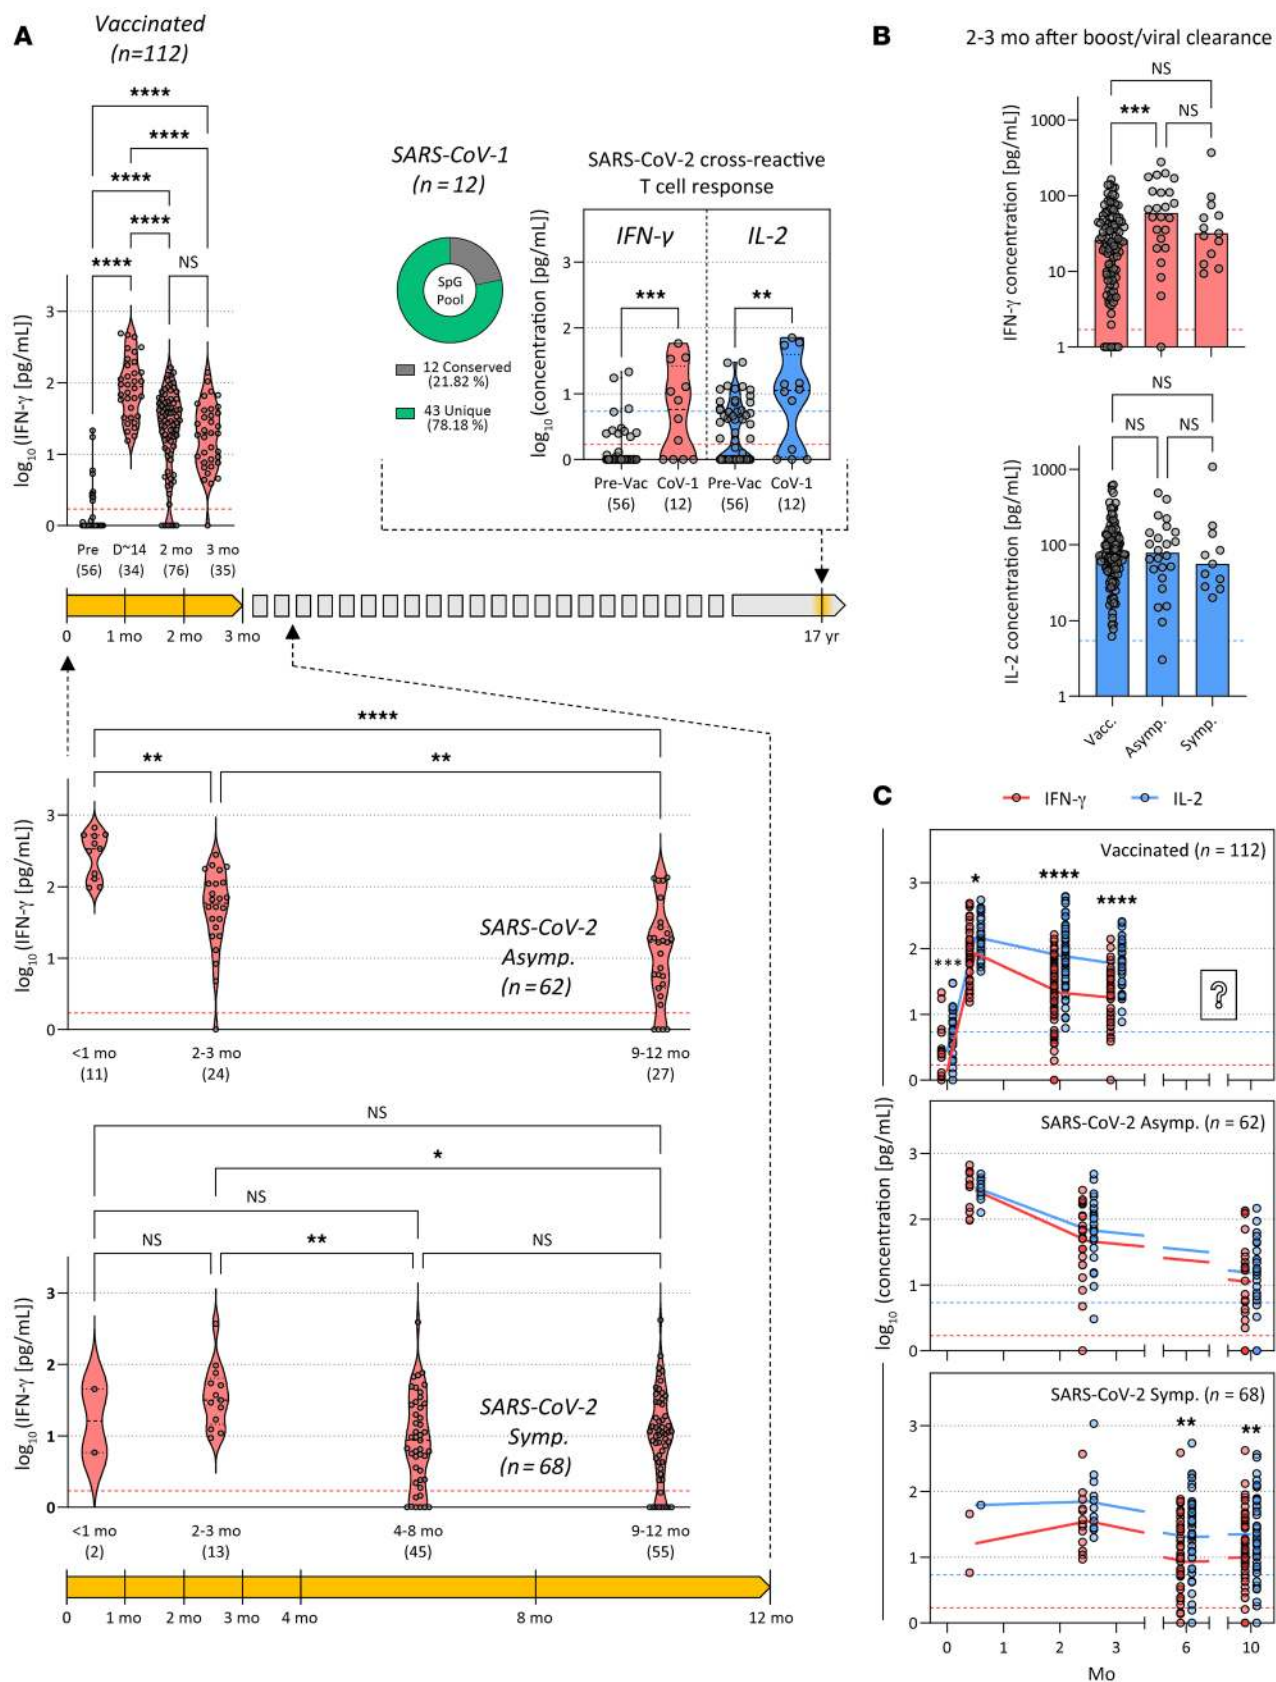 A
Vaccinated
(n=112)
****
****
****
****
****
NS
log10(IFN-γ [pg/mL])
3
2
1
0
Pre
(56)
D~14
(34)
2 mo
(76)
3 mo
(35)
SARS-CoV-1
(n = 12)
SpG
Pool
12 Conserved
(21.82 %)
43 Unique
(78.18 %)
SARS-CoV-2 cross-reactive
T cell response
IFN-γ
IL-2
***
**
log10(concentration [pg/mL])
3
2
1
0
Pre-Vac
(56)
CoV-1
(12)
Pre-Vac
(56)
CoV-1
(12)
0
1 mo
2 mo
3 mo
17 yr
****
**
**
log10(IFN-γ [pg/mL])
3
2
1
0
SARS-CoV-2
Asymp.
(n=62)
<1 mo
(11)
2-3 mo
(24)
9-12 mo
(27)
NS
*
NS
NS
**
NS
log10(IFN-γ [pg/mL])
3
2
1
0
SARS-CoV-2
Symp.
(n=68)
<1 mo
(2)
2-3 mo
(13)
4-8 mo
(45)
9-12 mo
(55)
0
1 mo
2 mo
3 mo
4 mo
8 mo
12 mo
B
2-3 mo after boost/viral clearance
NS
***
NS
IFN-γ concentration [pg/mL]
1000
100
10
1
NS
NS
NS
IL-2 concentration [pg/mL]
1000
100
10
1
Vacc.
Asymp.
Symp.
C
IFN-γ
IL-2
Vaccinated (n = 112)
***
*
****
****
?
3
2
1
0
log10 (concentration [pg/mL])
SARS-CoV-2 Asymp. (n = 62)
3
2
1
0
SARS-CoV-2 Symp. (n = 68)
**
**
3
2
1
0
0
1
2
3
6
10
Mo